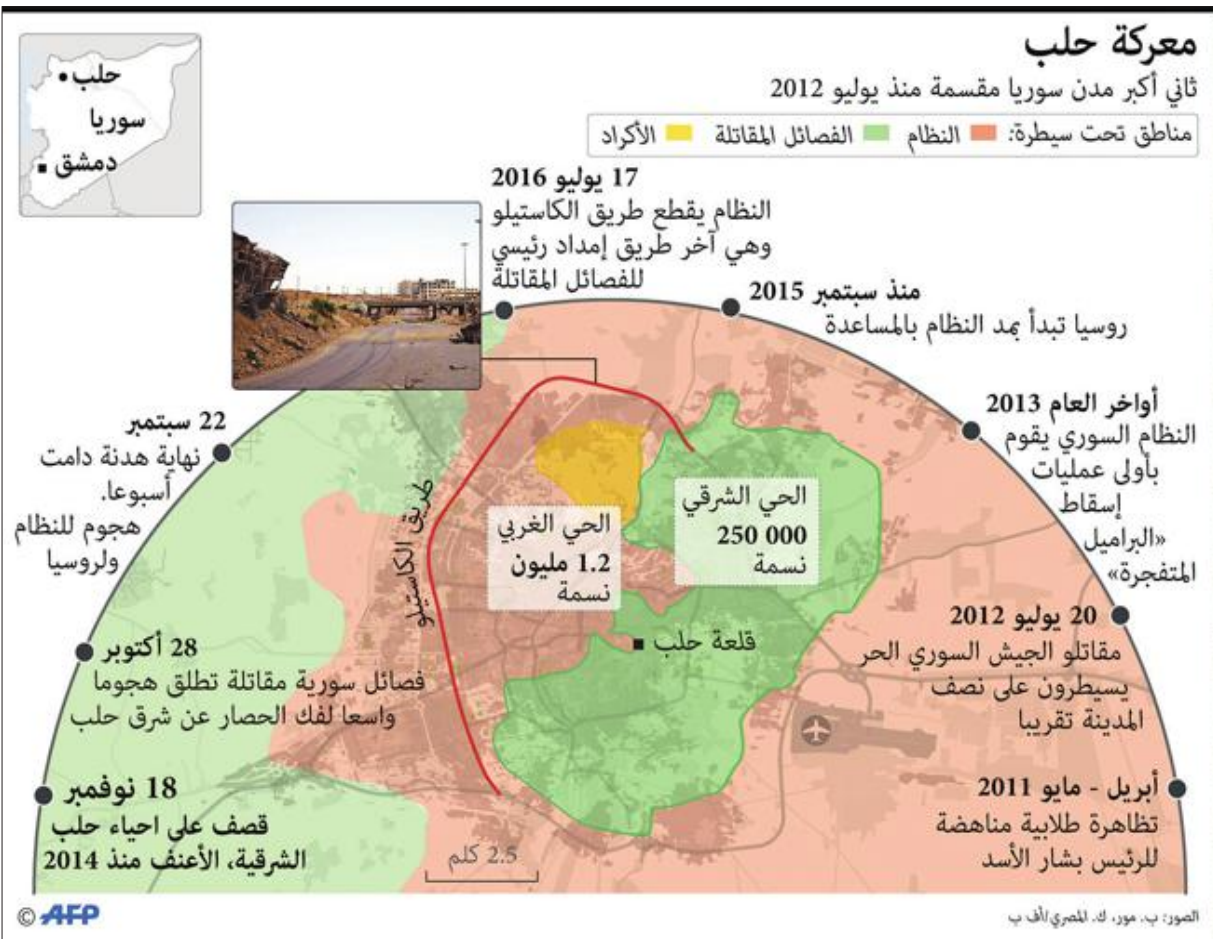 معركة حلب
ثاني أكبر مدن سوريا مقسمة منذ يوليو 2012
مناطق تحت سيطرة: النظام الفصائل المقاتلة الأكراد
حلب
سوريا
دمشق
أبريل - مايو 2011
تظاهرة طلابية مناهضة
للرئيس بشار الأسد
20 يوليو 2012
مقاتلو الجيش السوري الحر
يسيطرون على نصف
المدينة تقريبا
أواخر العام 2013
النظام السوري يقوم
بأولى عمليات
إسقاط
«البراميل
المتفجرة»
منذ سبتمبر 2015
روسيا تبدأ بمد النظام بالمساعدة
17 يوليو 2016
النظام يقطع طريق الكاستيلو
وهي آخر طريق إمداد رئيسي
للفصائل المقاتلة
22 سبتمبر
نهاية هدنة دامت
أسبوعا.
هجوم للنظام
ولروسيا
28 أكتوبر
فصائل سورية مقاتلة تطلق هجوما
واسعا لفك الحصار عن شرق حلب
18 نوفمبر
قصف على احياء حلب
الشرقية، الأعنف منذ 2014
الحي الشرقي
250 000
نسمة
الحي الغربي
1.2 مليون
نسمة
طريق الكاستيلو
قلعة حلب
2.5 كلم
الصور: ب. مور، ك. المصري/أف ب
© AFP